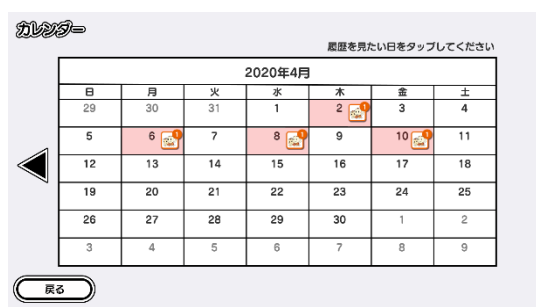 カレンダー
履歴を見たい日をタップしてください
2020年4月
日 月 火 水 木 金 土
29 30 31 1 2 1 3 4
5 6 1 7 8 1 9 10 1 11
12 13 14 15 16 17 18
19 20 21 22 23 24 25
26 27 28 29 30 1 2
3 4 5 6 7 8 9
戻る